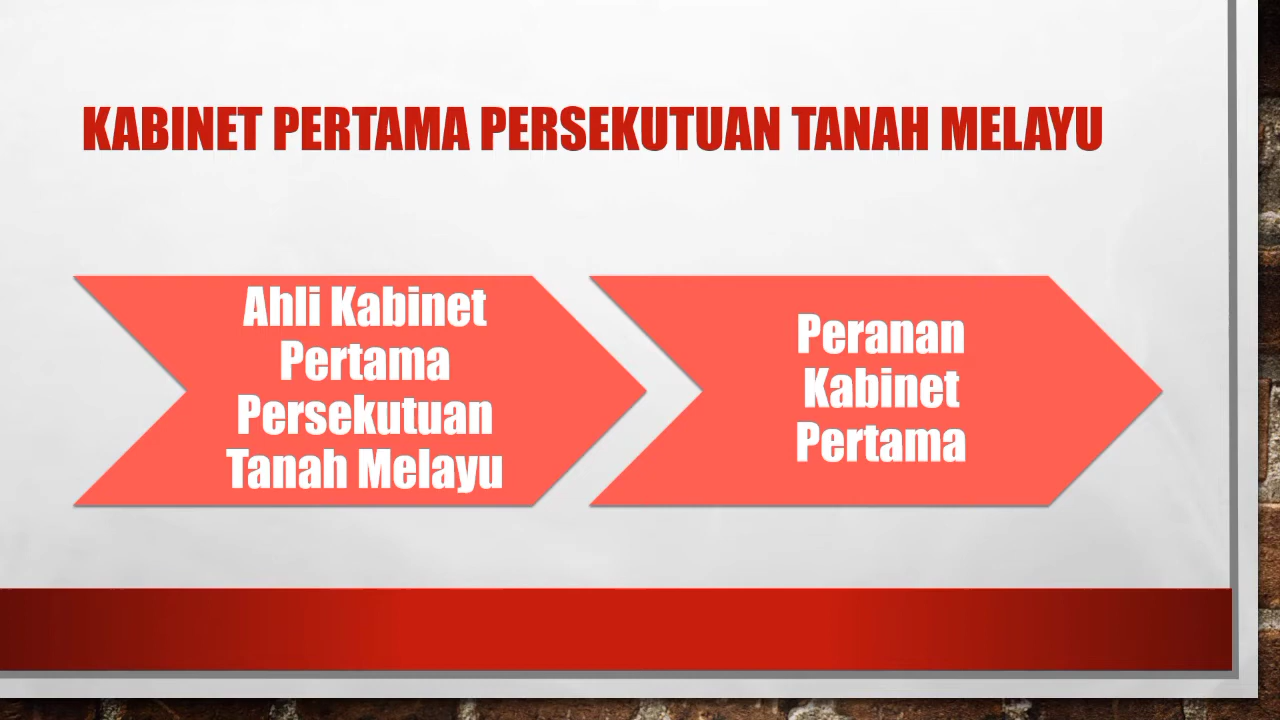 KABINET PERTAMA PERSEKUTUAN TANAH MELAYU
Ahli Kabinet
Pertama
Persekutuan
Tanah Melayu
Peranan
Kabinet
Pertama